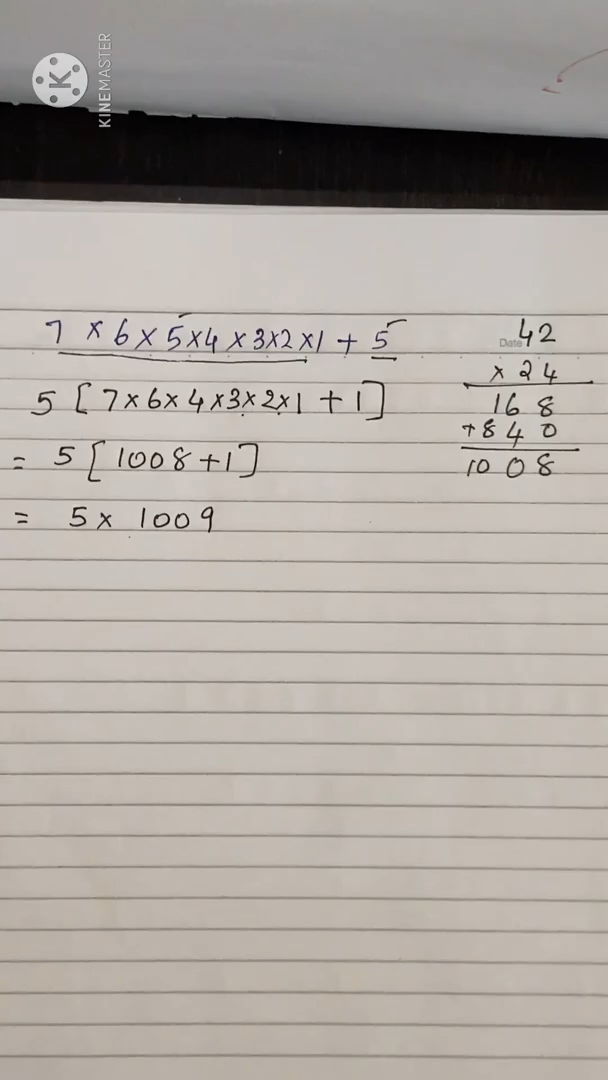 KINEMASTER
7 × 6 × 5 × 4 × 3 × 2 × 1 + 5
5 [ 7 × 6 × 4 × 3 × 2 × 1 + 1 ]
= 5 [ 1008 + 1 ]
= 5 × 1009
Date
42
× 24
168
+ 840
1008